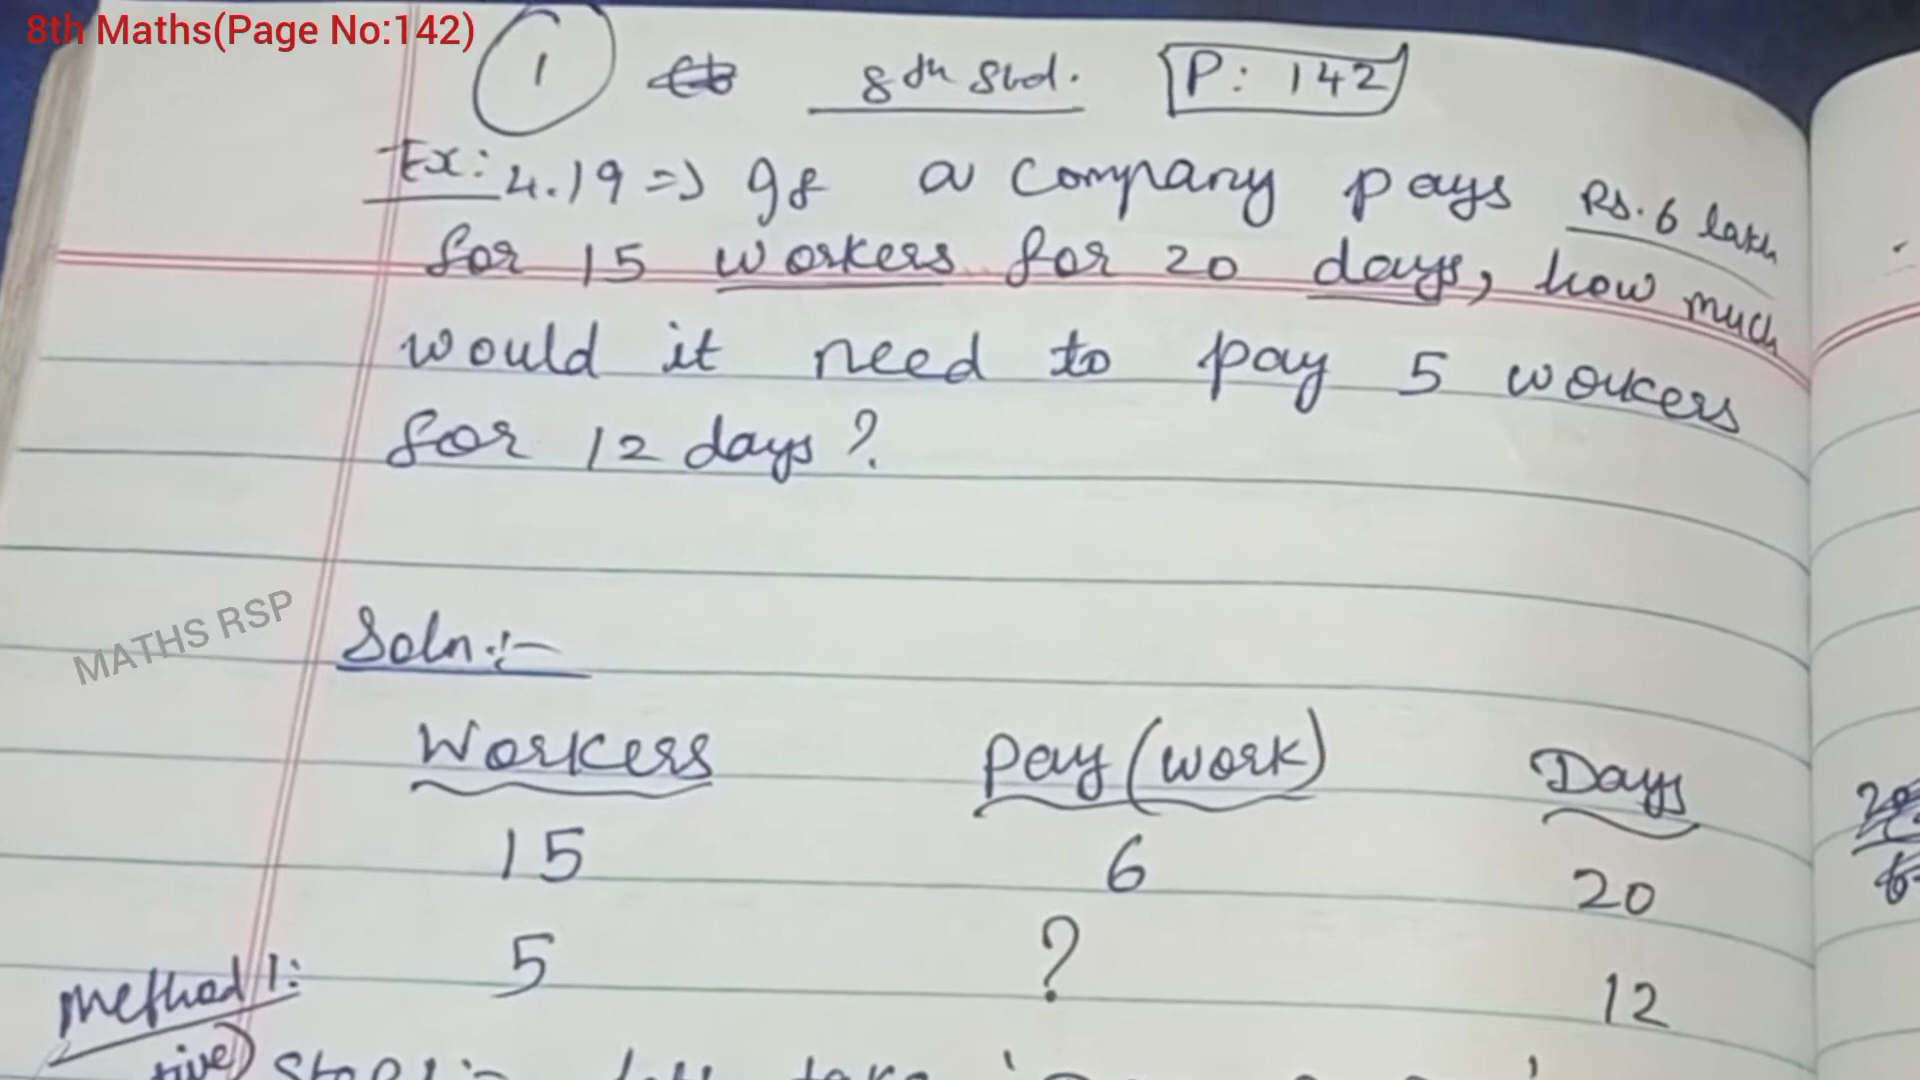 8th Maths(Page No:142)
1 8th Std. P: 142
Ex: 4.19 => If a company pays Rs. 6 lakh
for 15 workers for 20 days, how much
would it need to pay 5 workers
for 12 days?
MATHS RSP
Soln:-
Workers Pay (work) Days
15 6 20
5 ? 12
Method 1: